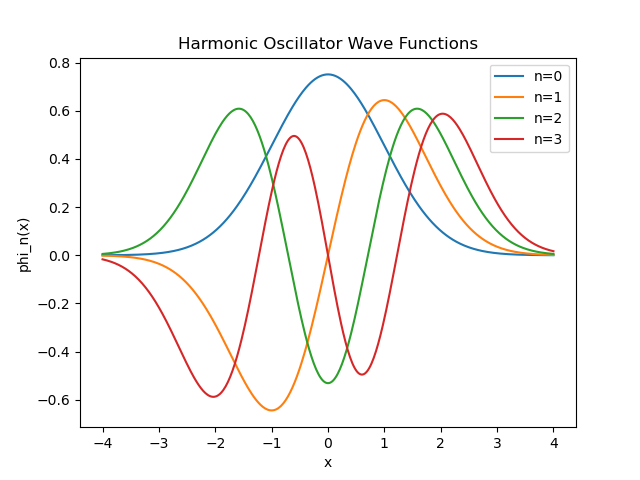 Harmonic Oscillator Wave Functions
0.8
0.6
0.4
0.2
0.0
−0.2
−0.4
−0.6
phi_n(x)
n=0
n=1
n=2
n=3
−4 −3 −2 −1 0 1 2 3 4
x